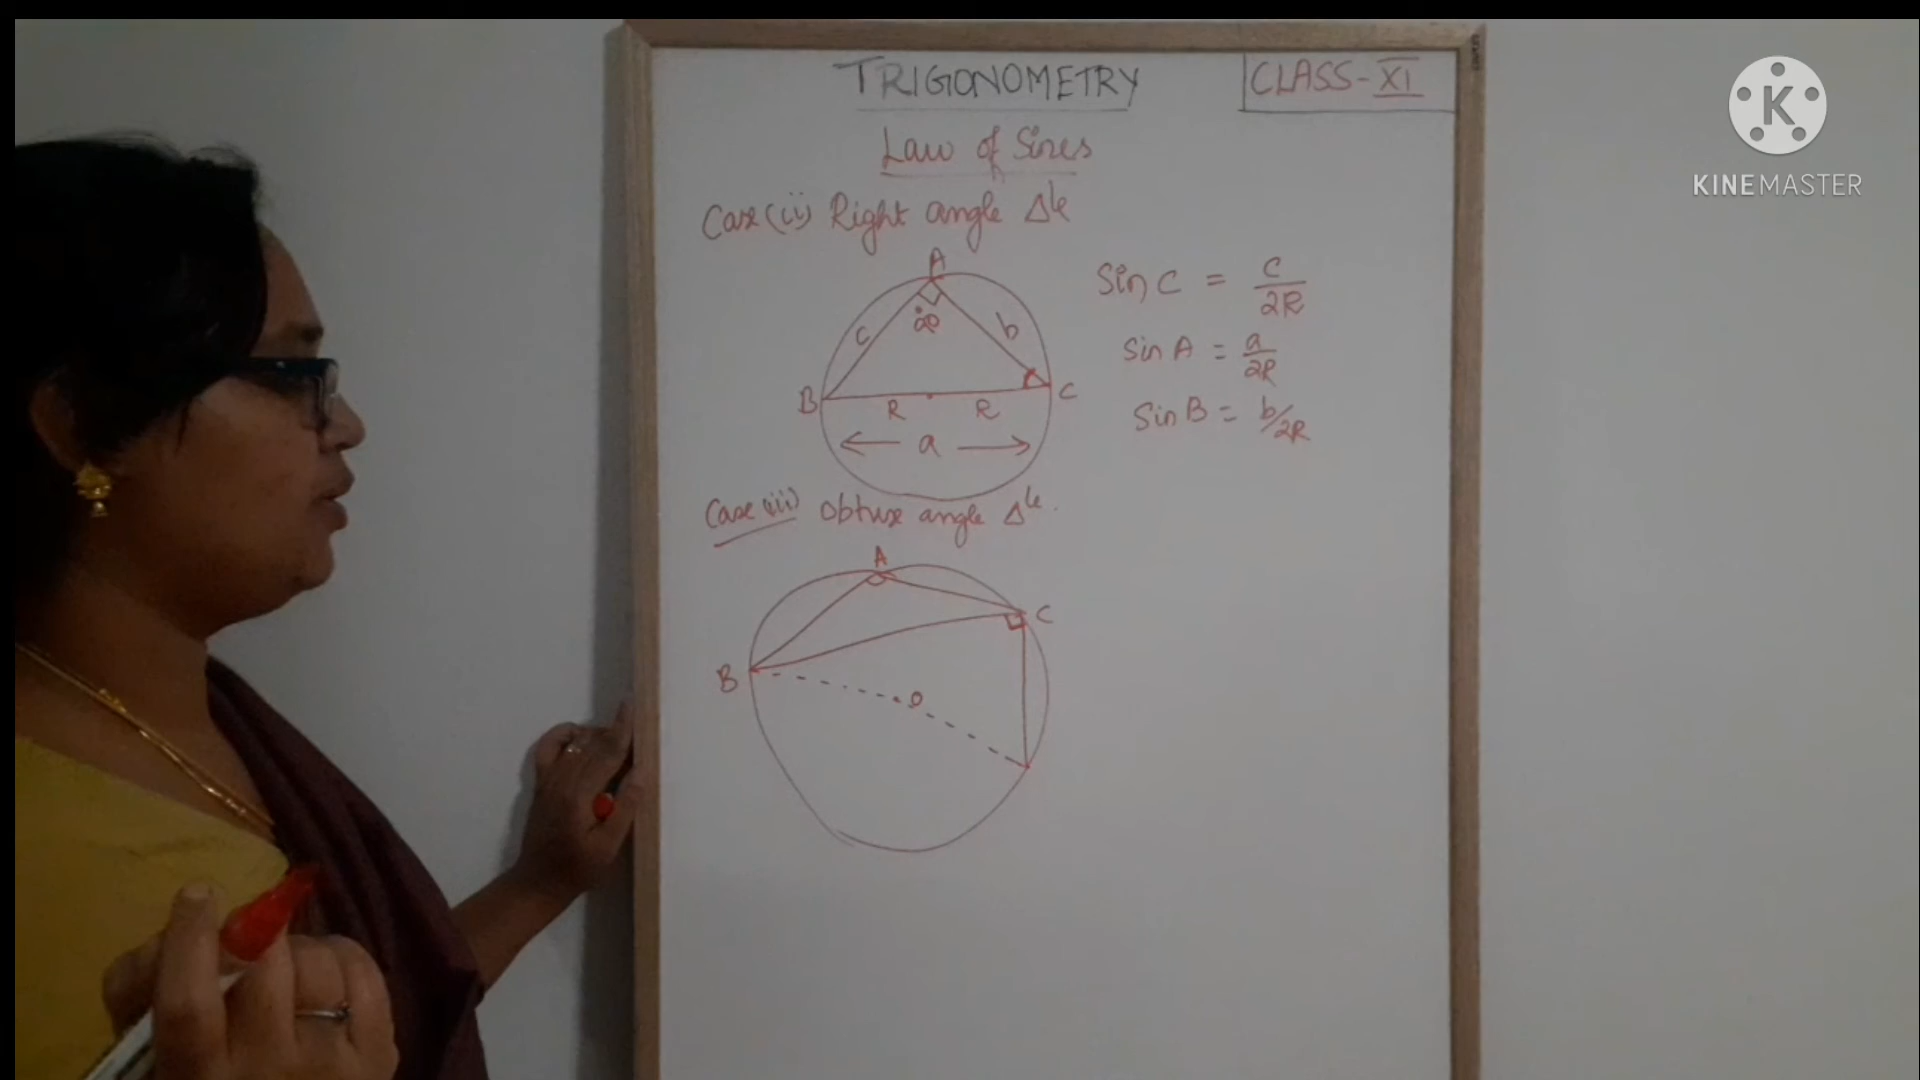 TRIGONOMETRY
CLASS-XI
Law of Sines
Case (ii) Right angle Δle
A
c
b
90°
B
C
R
R
a
Sin C = c/2R
Sin A = a/2R
Sin B = b/2R
Case (iii) Obtuse angle Δle.
A
C
B
O
K
KINEMASTER